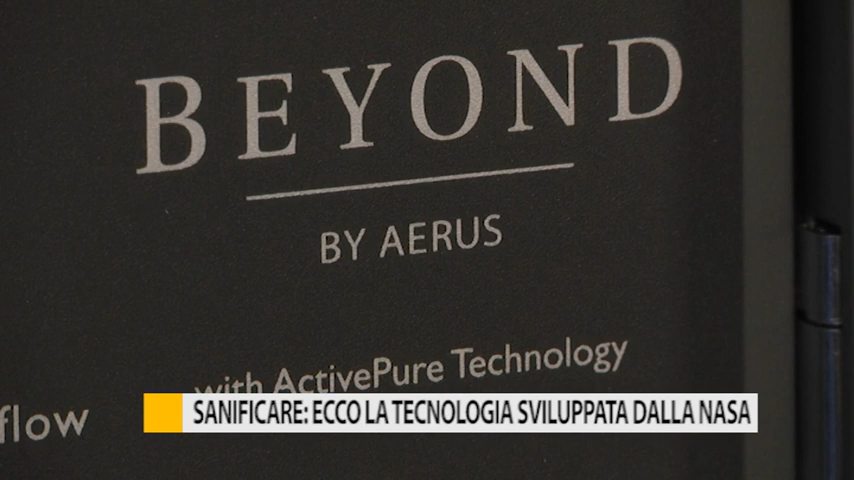 BEYOND
BY AERUS
with ActivePure Technology
flow
SANIFICARE: ECCO LA TECNOLOGIA SVILUPPATA DALLA NASA